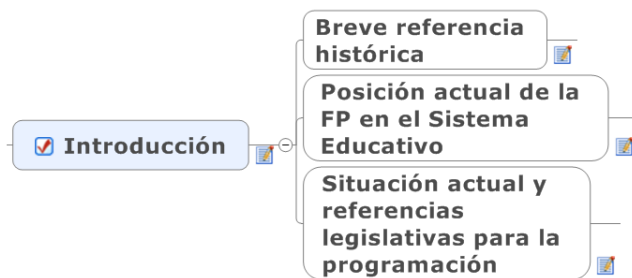 Introducción
Breve referencia
histórica
Posición actual de la
FP en el Sistema
Educativo
Situación actual y
referencias
legislativas para la
programación